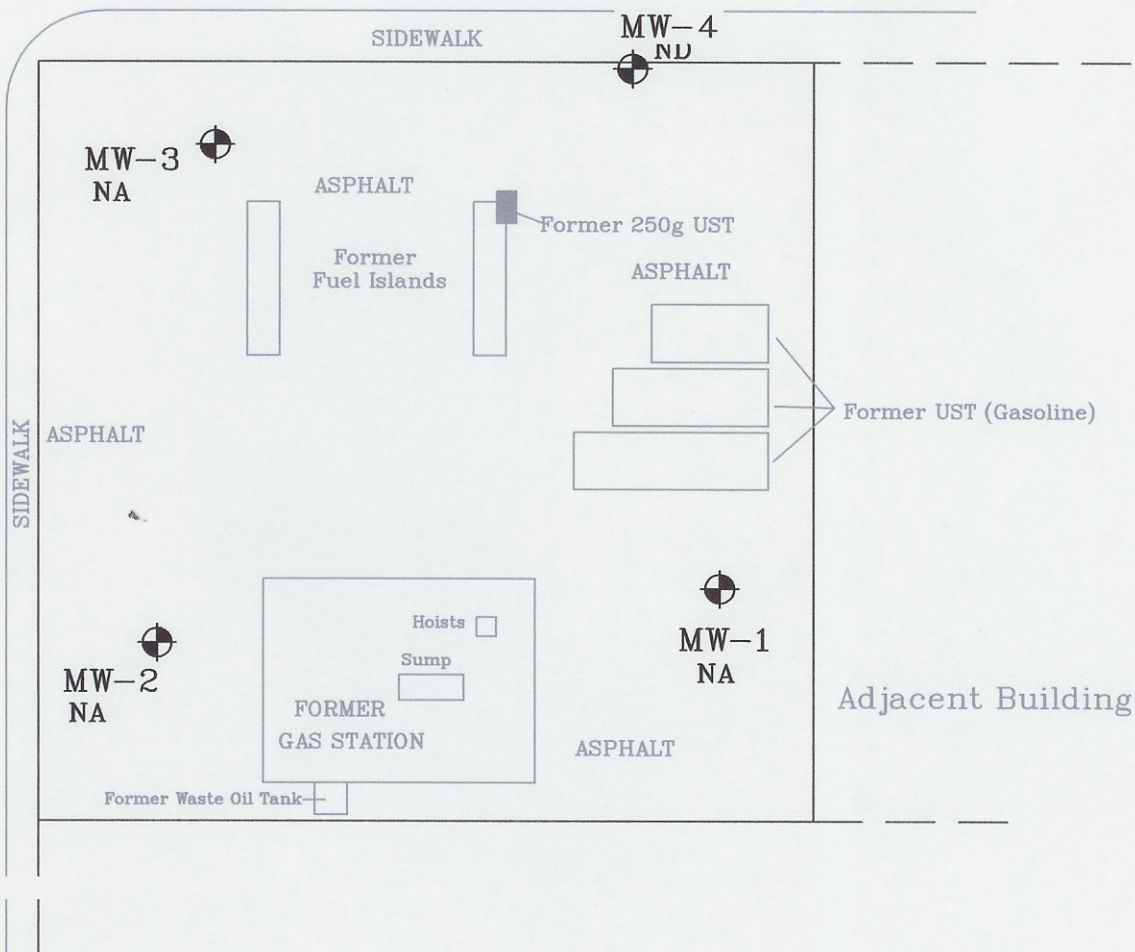 SIDEWALK
MW-4
ND
MW-3
NA
ASPHALT
Former 250g UST
Former
Fuel Islands
ASPHALT
Former UST (Gasoline)
ASPHALT
SIDEWALK
Hoists
MW-1
NA
Sump
MW-2
NA
Adjacent Building
FORMER
GAS STATION
ASPHALT
Former Waste Oil Tank